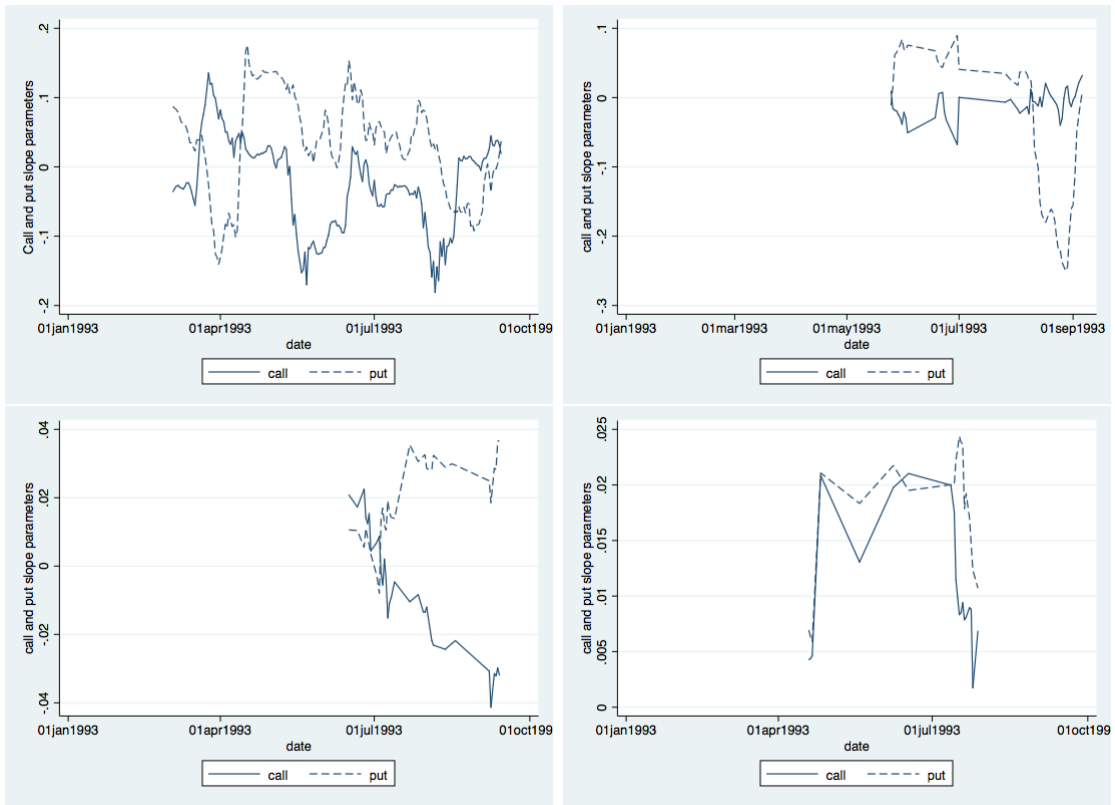 Call and put slope parameters
.2
.1
0
-.1
-.2
01jan1993 01apr1993 01jul1993 01oct199
date
call put
call and put slope parameters
.1
0
-.1
-.2
-.3
01jan1993 01mar1993 01may1993 01jul1993 01sep1993
date
call put
call and put slope parameters
.04
.02
0
-.02
-.04
01jan1993 01apr1993 01jul1993 01oct199
date
call put
call and put slope parameters
.025
.02
.015
.01
.005
0
01jan1993 01apr1993 01jul1993 01oct199
date
call put